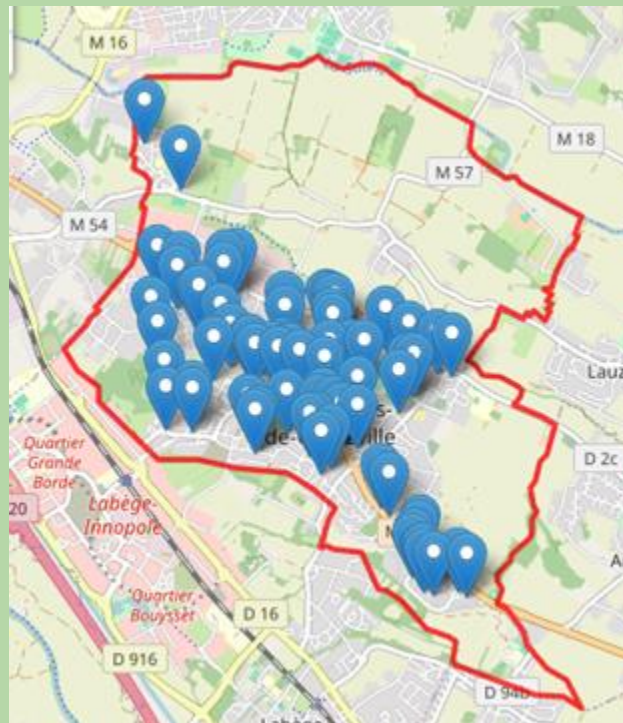 M 16
M 18
M 57
M 54
Lauz
Quartier
Grande
Borde
D 2c
20
Labège-
Innopole
Quartier
Bouysset
D 16
D 916
D 94b